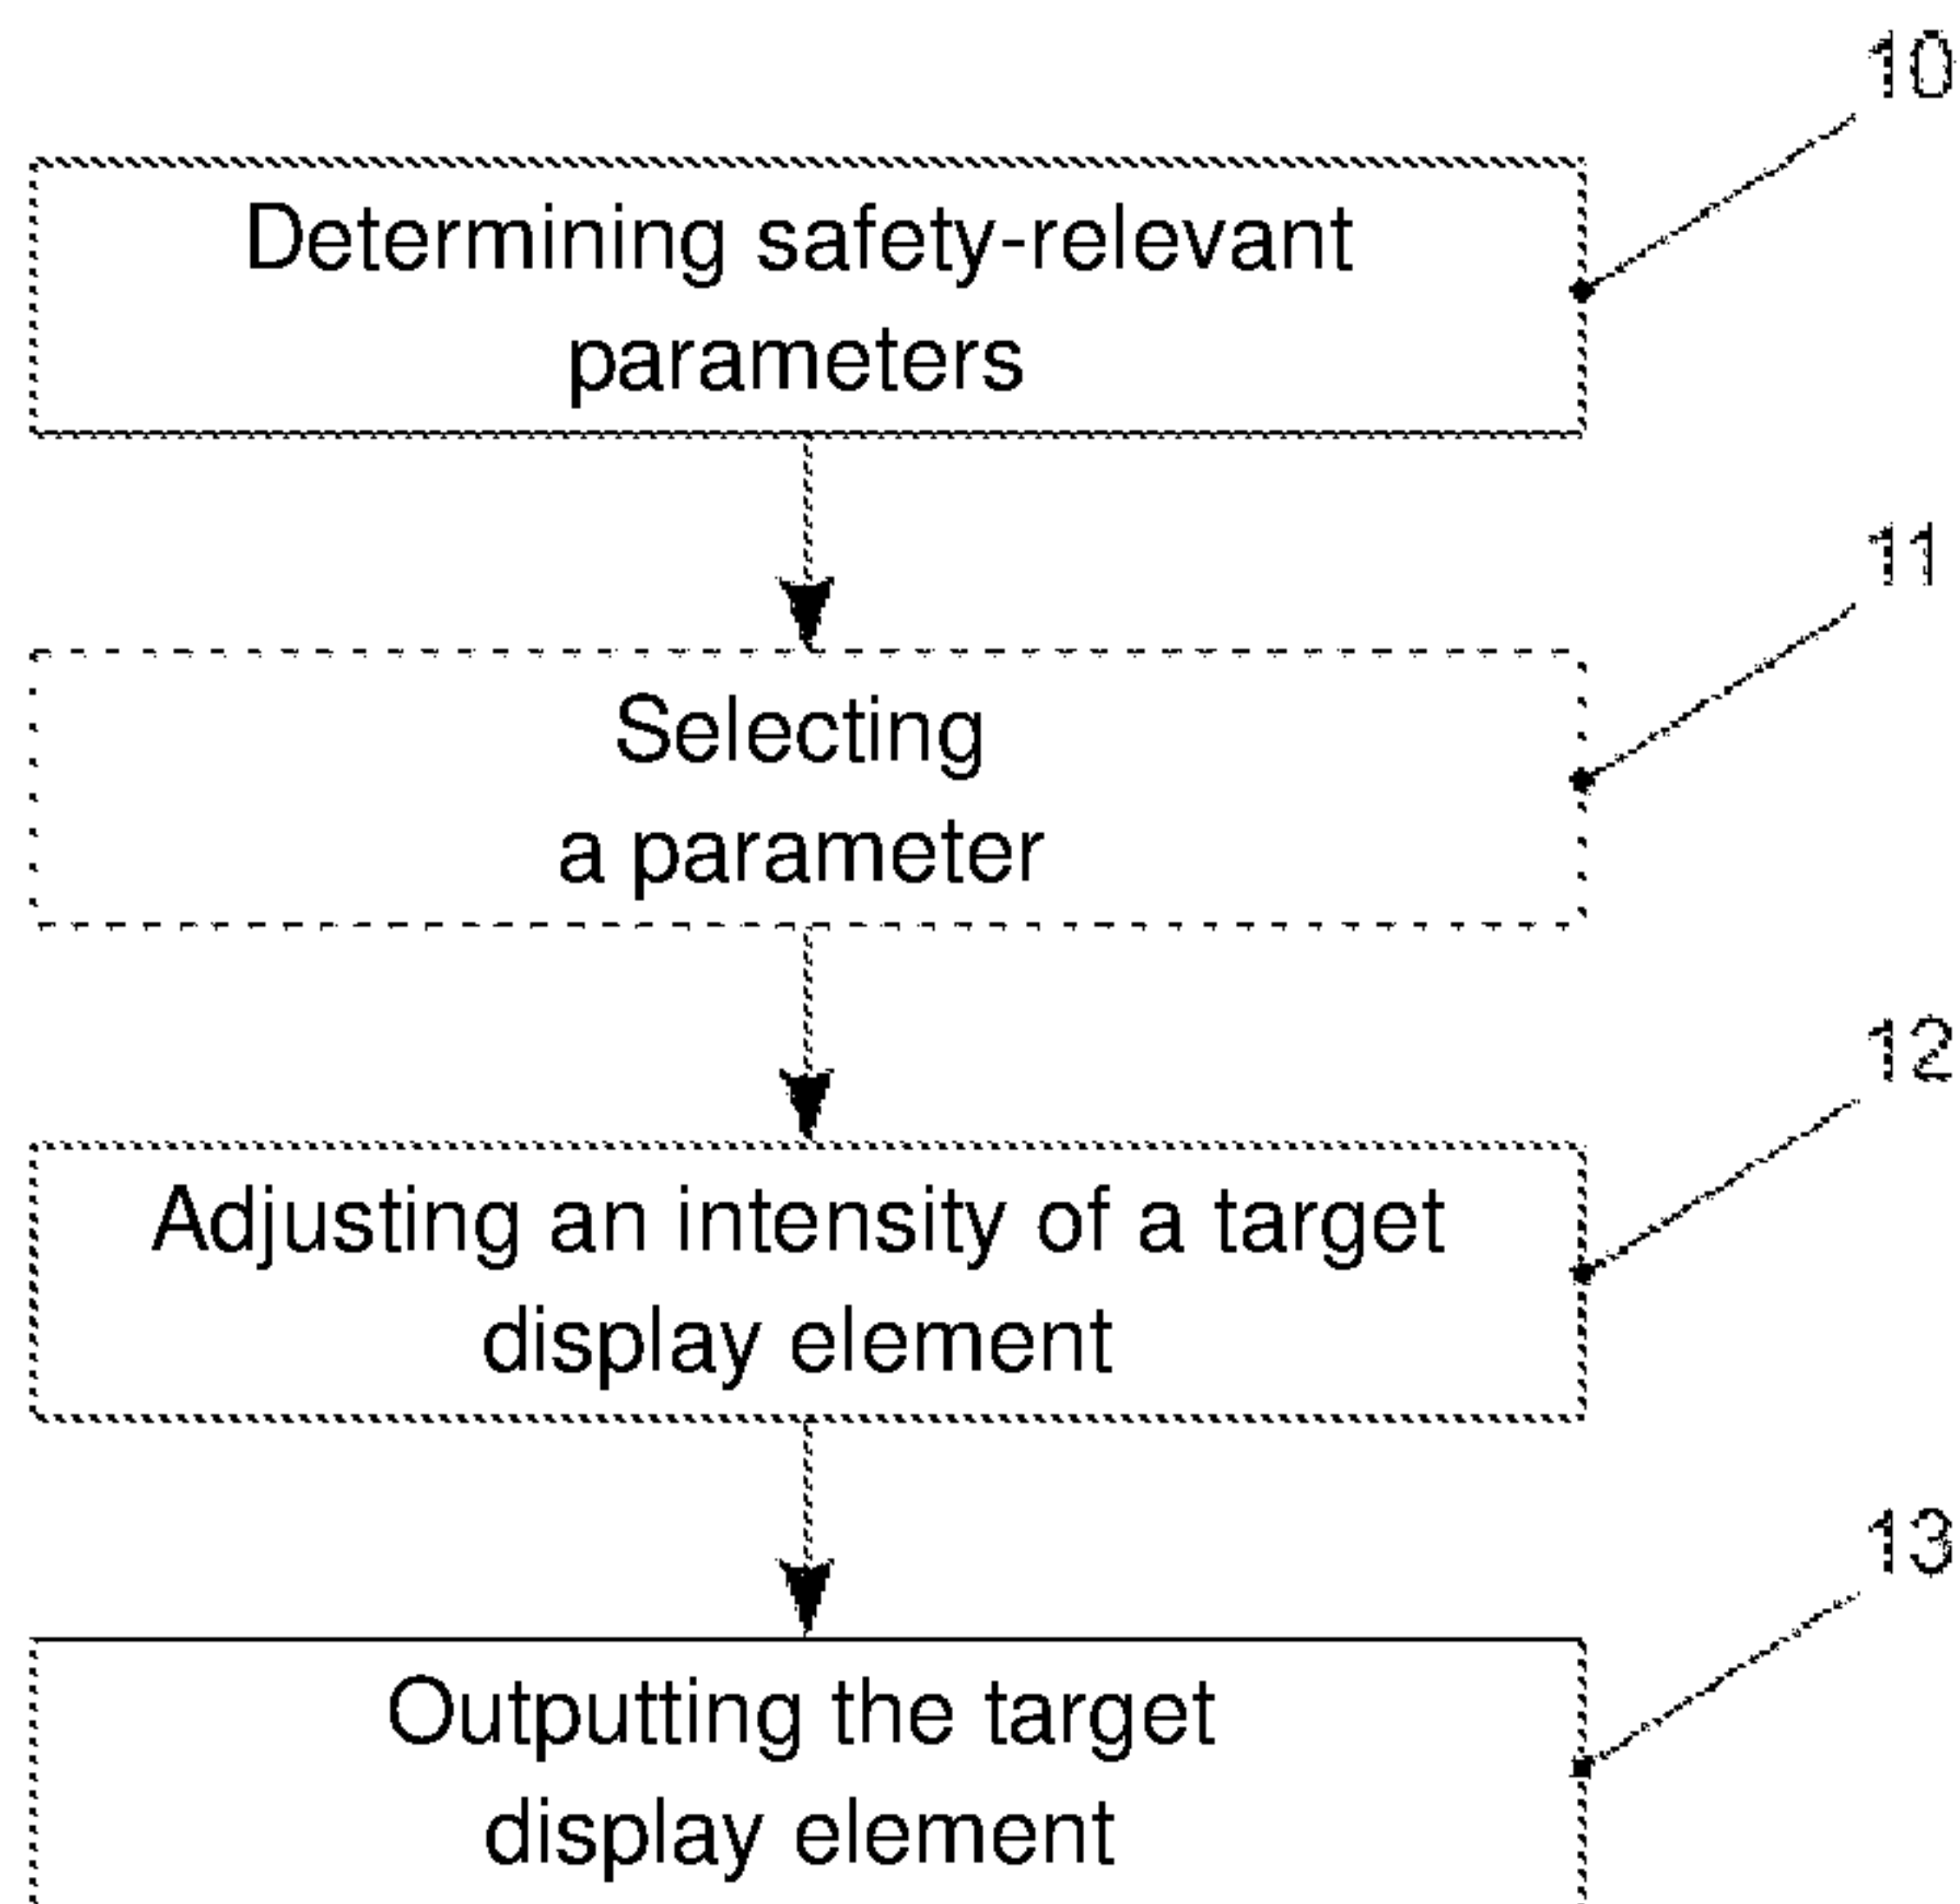 10
Determining safety-relevant
parameters
11
Selecting
a parameter
12
Adjusting an intensity of a target
display element
13
Outputting the target
display element